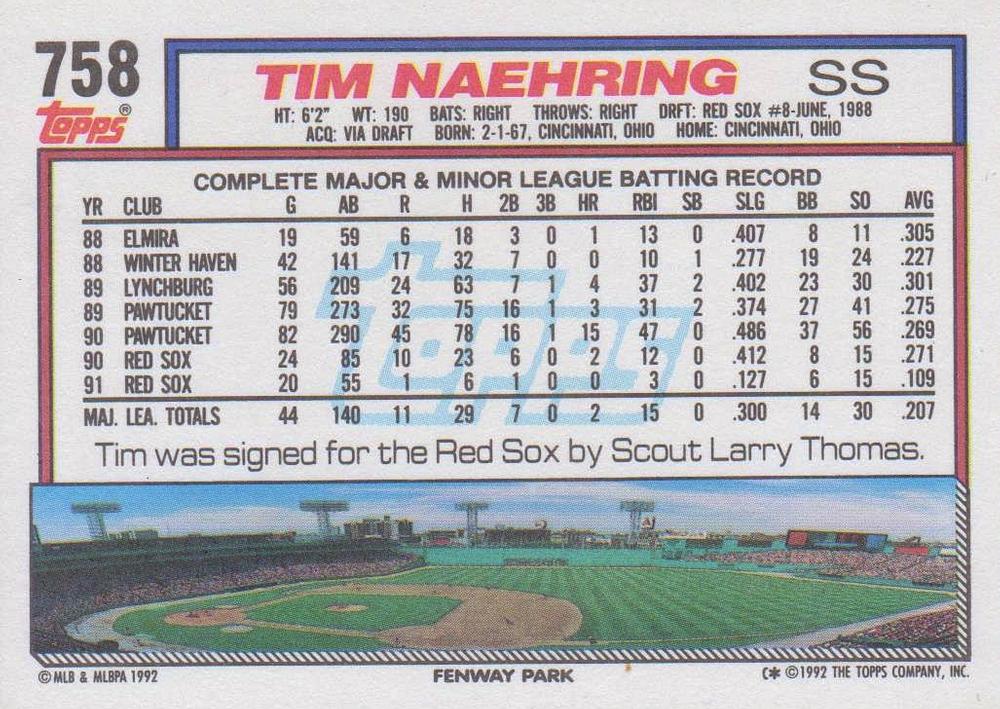 758
Topps®
TIM NAEHRING SS
HT: 6'2" WT: 190 BATS: RIGHT THROWS: RIGHT DRFT: RED SOX #8-JUNE, 1988
ACQ: VIA DRAFT BORN: 2-1-67, CINCINNATI, OHIO HOME: CINCINNATI, OHIO
COMPLETE MAJOR & MINOR LEAGUE BATTING RECORD
YR CLUB G AB R H 2B 3B HR RBI SB SLG BB SO AVG
88 ELMIRA 19 59 6 18 3 0 1 13 0 .407 8 11 .305
88 WINTER HAVEN 42 141 17 32 7 0 0 10 1 .277 19 24 .227
89 LYNCHBURG 56 209 24 63 7 1 4 37 2 .402 23 30 .301
89 PAWTUCKET 79 273 32 75 16 1 3 31 2 .374 27 41 .275
90 PAWTUCKET 82 290 45 78 16 1 15 47 0 .486 37 56 .269
90 RED SOX 24 85 10 23 6 0 2 12 0 .412 8 15 .271
91 RED SOX 20 55 1 6 1 0 0 3 0 .127 6 15 .109
MAJ. LEA. TOTALS 44 140 11 29 7 0 2 15 0 .300 14 30 .207
Topps
Tim was signed for the Red Sox by Scout Larry Thomas.
© MLB & MLBPA 1992 FENWAY PARK C* © 1992 THE TOPPS COMPANY, INC.